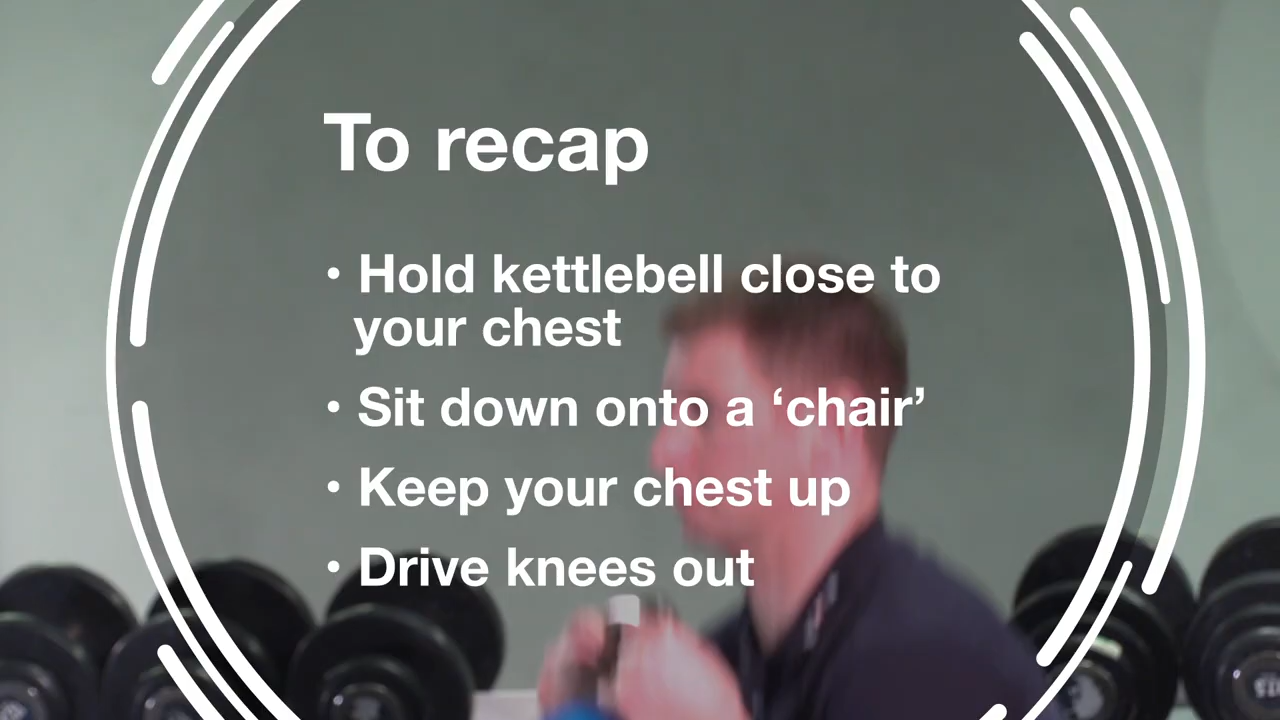 To recap
• Hold kettlebell close to
your chest
• Sit down onto a ‘chair’
• Keep your chest up
• Drive knees out